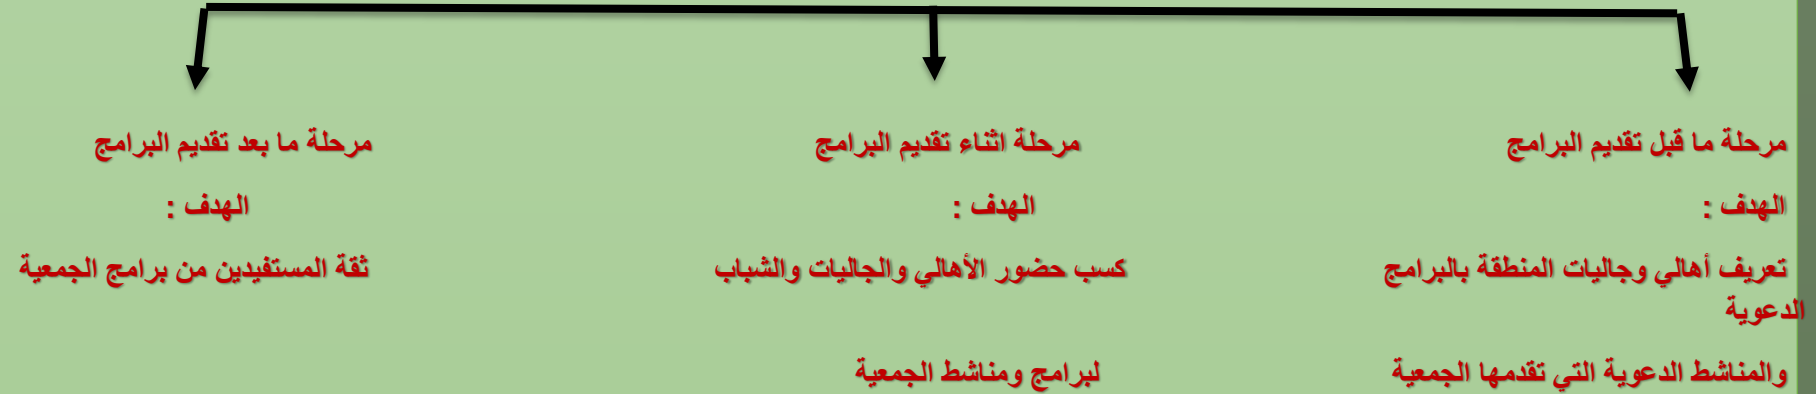 مرحلة ما قبل تقديم البرامج
الهدف :
تعريف أهالي وجاليات المنطقة بالبرامج
الدعوية
والمناشط الدعوية التي تقدمها الجمعية
مرحلة اثناء تقديم البرامج
الهدف :
كسب حضور الأهالي والجاليات والشباب
لبرامج ومناشط الجمعية
مرحلة ما بعد تقديم البرامج
الهدف :
ثقة المستفيدين من برامج الجمعية